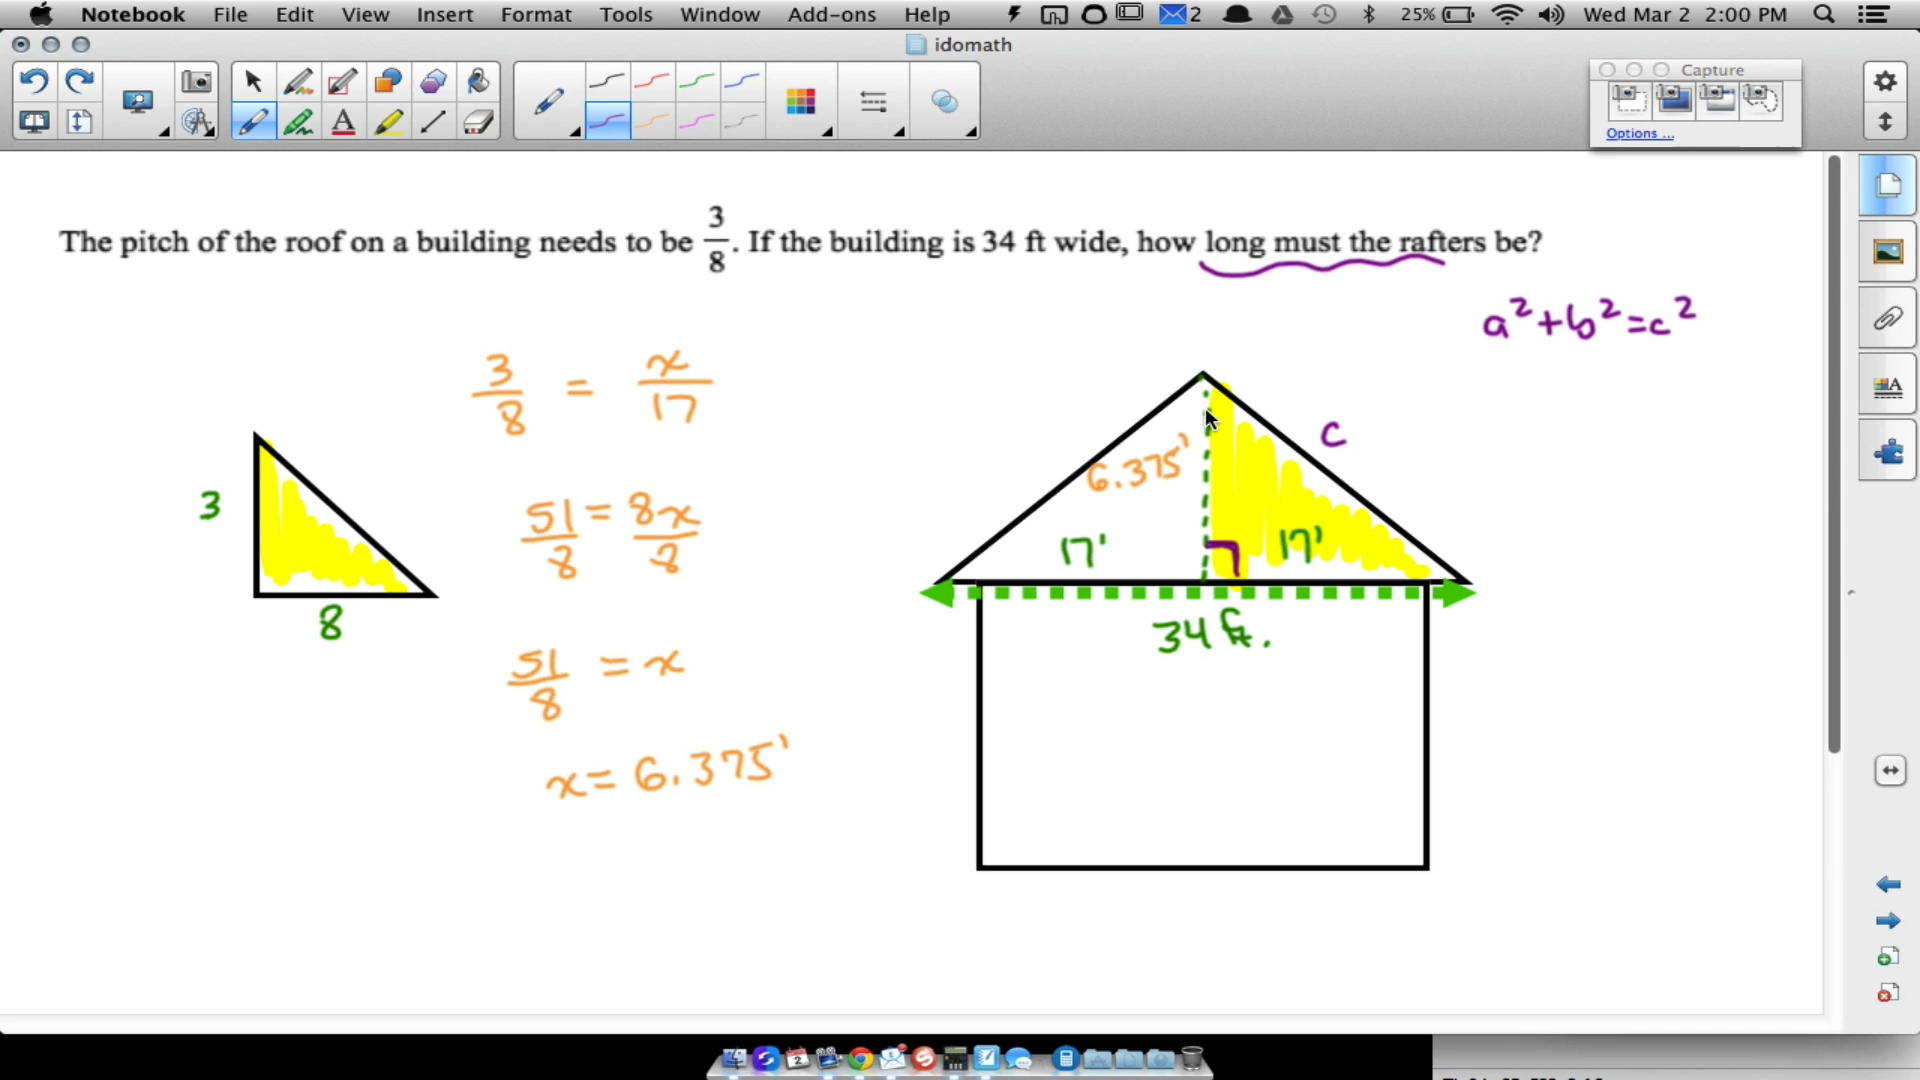 Notebook File Edit View Insert Format Tools Window Add-ons Help 2 25% Wed Mar 2 2:00 PM
idomath
Capture
Options ...
The pitch of the roof on a building needs to be 3/8. If the building is 34 ft wide, how long must the rafters be?
a²+b²=c²
3/8 = x/17
3
8
51/8 = 8x/8
51/8 = x
x = 6.375'
6.375'
c
17'
17'
34 ft.